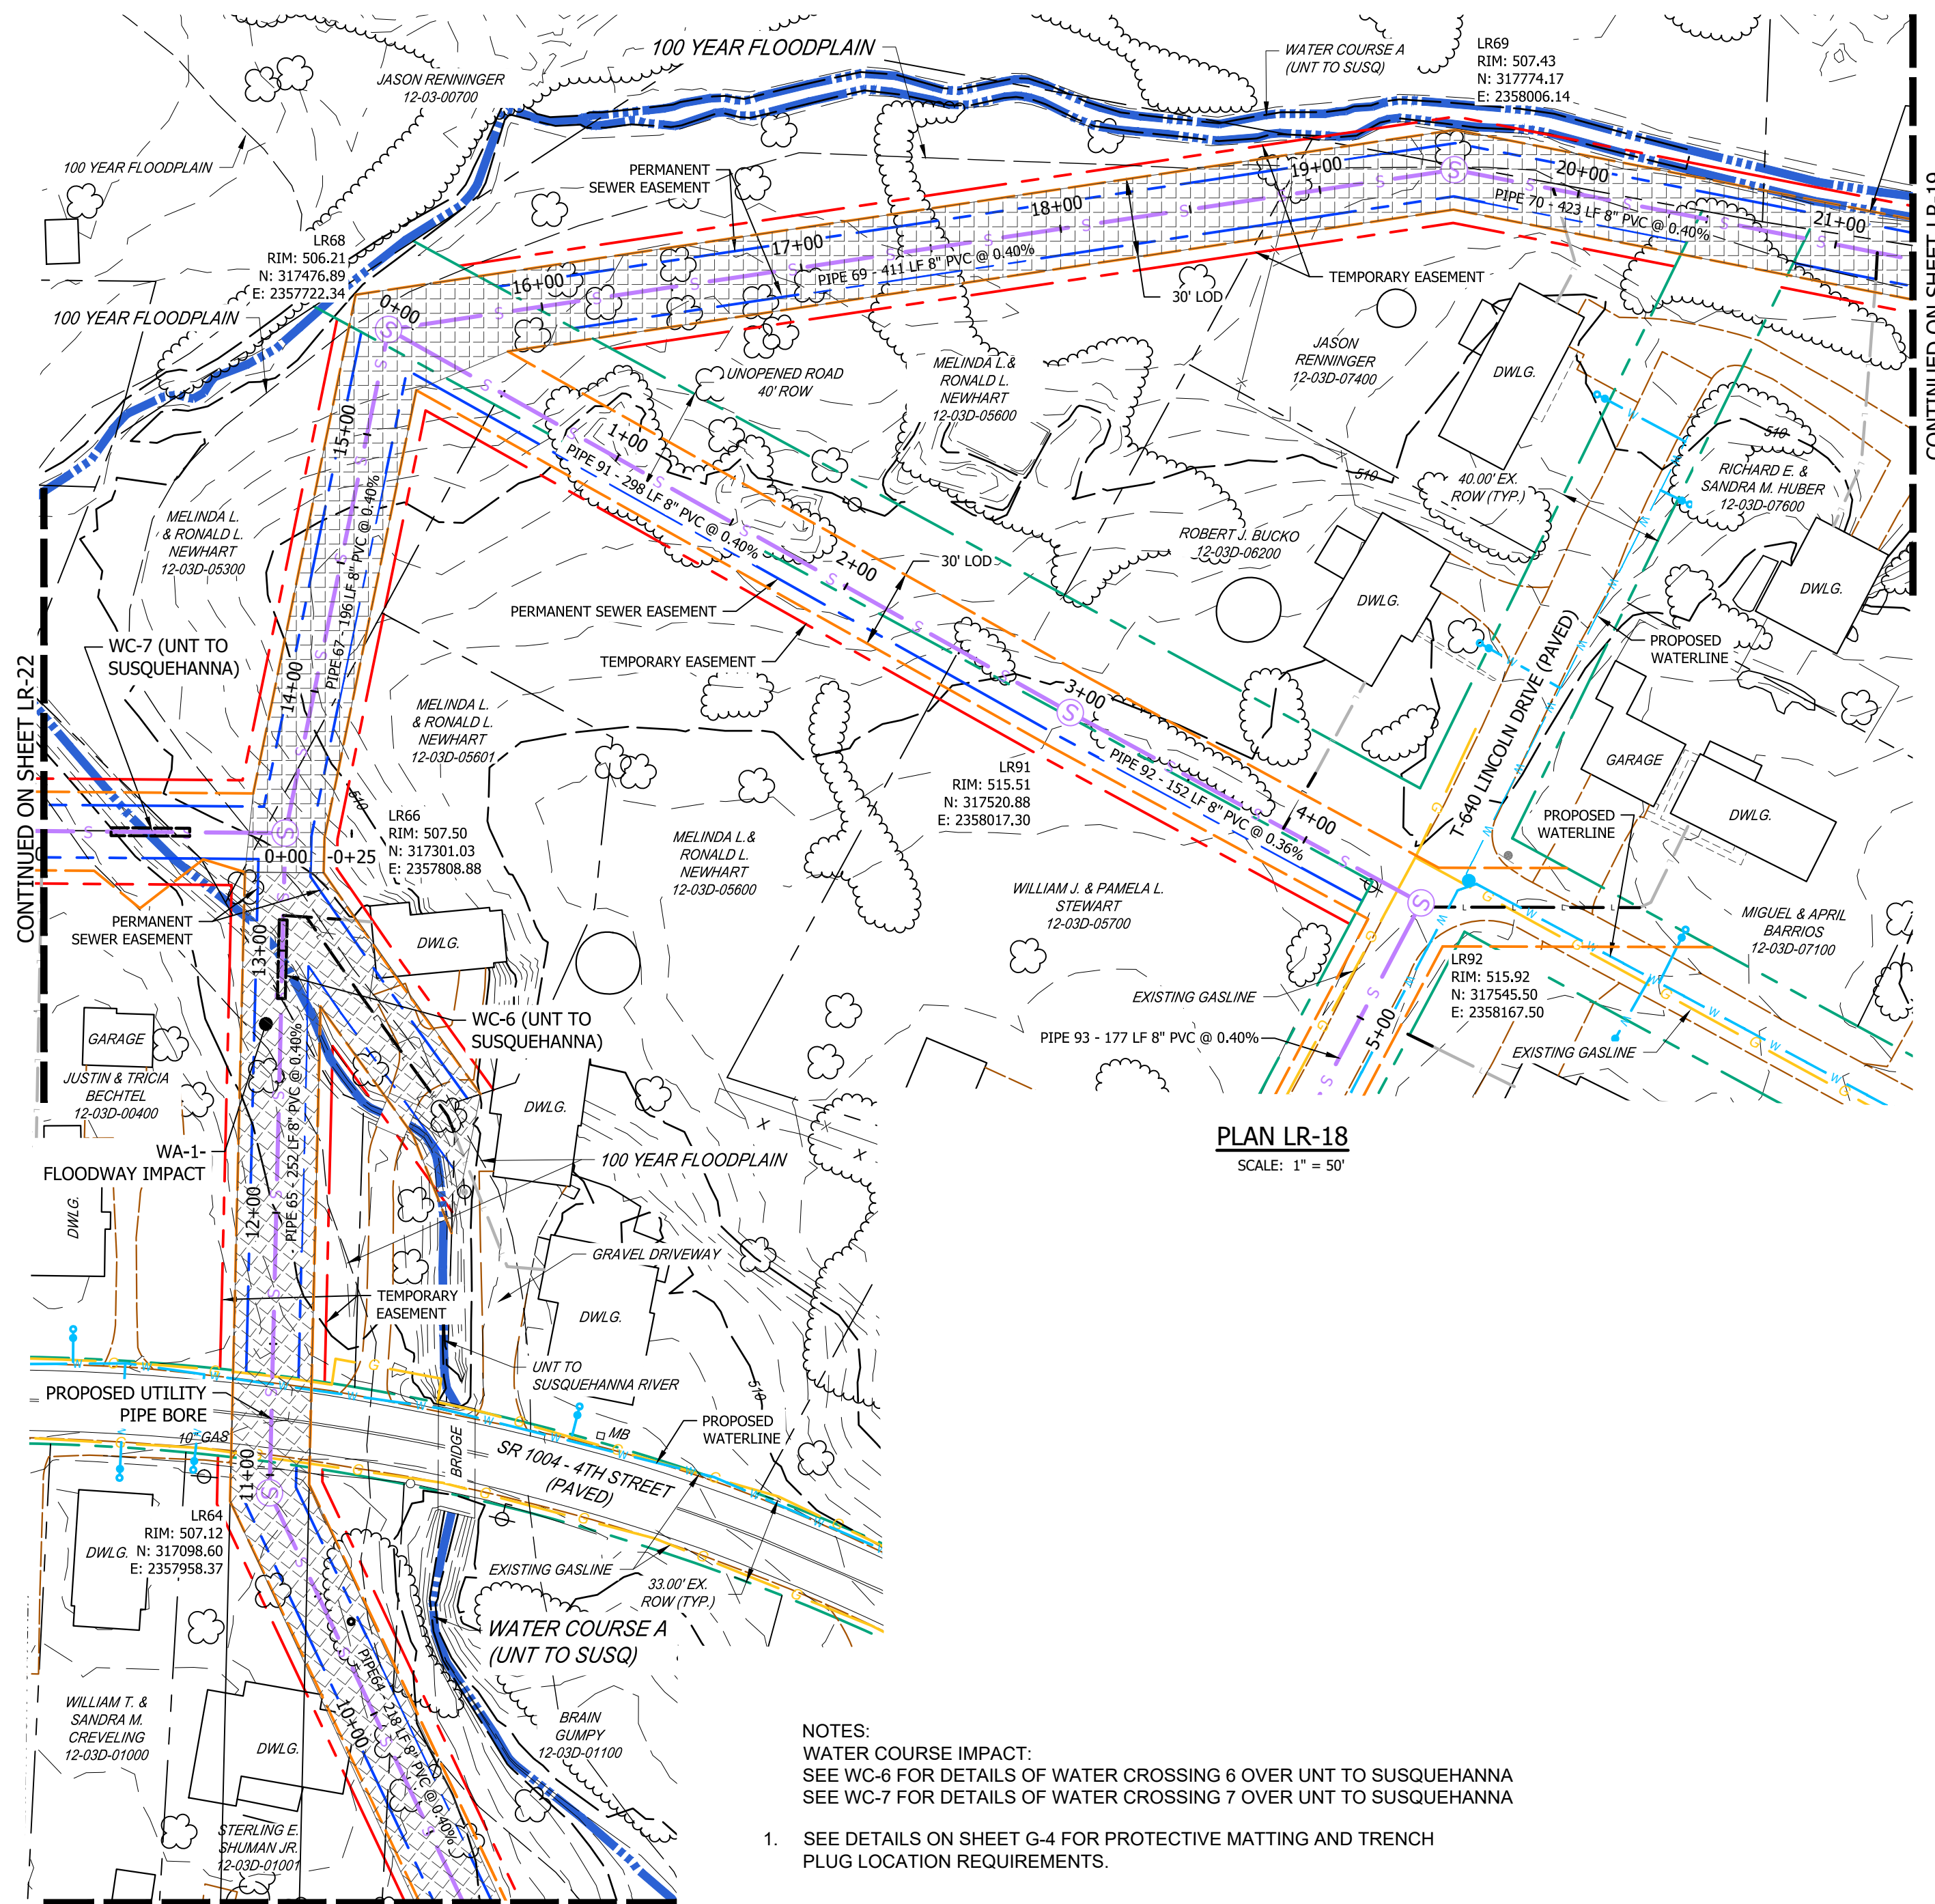 100 YEAR FLOODPLAIN
WATER COURSE A
(UNT TO SUSQ)
LR69
RIM: 507.43
N: 317774.17
E: 2358006.14
JASON RENNINGER
12-03-00700
100 YEAR FLOODPLAIN
PERMANENT
SEWER EASEMENT
19+00
20+00
PIPE 70 - 423 LF 8" PVC @ 0.40%
21+00
CONTINUED ON SHEET LR-19
18+00
17+00
PIPE 69 - 411 LF 8" PVC @ 0.40%
16+00
LR68
RIM: 506.21
N: 317476.89
E: 2357722.34
0+00
100 YEAR FLOODPLAIN
TEMPORARY EASEMENT
30' LOD
JASON
RENNINGER
12-03D-07400
DWLG.
UNOPENED ROAD
40' ROW
MELINDA L.&
RONALD L.
NEWHART
12-03D-05600
15+00
1+00
PIPE 91 - 298 LF 8" PVC @ 0.40%
510
510
40.00' EX.
ROW (TYP.)
RICHARD E. &
SANDRA M. HUBER
12-03D-07600
MELINDA L.
& RONALD L.
NEWHART
12-03D-05300
PIPE 67 - 196 LF 8" PVC @ 0.40%
ROBERT J. BUCKO
12-03D-06200
2+00
30' LOD
DWLG.
DWLG.
PERMANENT SEWER EASEMENT
TEMPORARY EASEMENT
PROPOSED
WATERLINE
WC-7 (UNT TO
SUSQUEHANNA)
14+00
3+00
T-640 LINCOLN DRIVE (PAVED)
CONTINUED ON SHEET LR-22
MELINDA L.
& RONALD L.
NEWHART
12-03D-05601
510
GARAGE
DWLG.
LR91
RIM: 515.51
N: 317520.88
E: 2358017.30
PIPE 92 - 152 LF 8" PVC @ 0.36%
4+00
PROPOSED
WATERLINE
LR66
RIM: 507.50
N: 317301.03
E: 2357808.88
0+00
-0+25
MELINDA L.&
RONALD L.
NEWHART
12-03D-05600
WILLIAM J. & PAMELA L.
STEWART
12-03D-05700
MIGUEL & APRIL
BARRIOS
12-03D-07100
PERMANENT
SEWER EASEMENT
13+00
DWLG.
LR92
RIM: 515.92
N: 317545.50
E: 2358167.50
EXISTING GASLINE
5+00
PIPE 93 - 177 LF 8" PVC @ 0.40%
EXISTING GASLINE
WC-6 (UNT TO
SUSQUEHANNA)
GARAGE
JUSTIN & TRICIA
BECHTEL
12-03D-00400
DWLG.
PIPE 65 - 252 LF 8" PVC @ 0.40%
WA-1-
FLOODWAY IMPACT
100 YEAR FLOODPLAIN
PLAN LR-18
SCALE: 1" = 50'
DWLG.
12+00
GRAVEL DRIVEWAY
TEMPORARY
EASEMENT
DWLG.
UNT TO
SUSQUEHANNA RIVER
510
PROPOSED UTILITY
PIPE BORE
10" GAS
PROPOSED
WATERLINE
MB
BRIDGE
SR 1004 - 4TH STREET
(PAVED)
11+00
LR64
RIM: 507.12
N: 317098.60
E: 2357958.37
DWLG.
EXISTING GASLINE
33.00' EX.
ROW (TYP.)
WATER COURSE A
(UNT TO SUSQ)
PIPE64 - 218 LF 8" PVC @ 0.40%
10+00
WILLIAM T. &
SANDRA M.
CREVELING
12-03D-01000
DWLG.
BRAIN
GUMPY
12-03D-01100
STERLING E.
SHUMAN JR.
12-03D-01001
NOTES:
WATER COURSE IMPACT:
SEE WC-6 FOR DETAILS OF WATER CROSSING 6 OVER UNT TO SUSQUEHANNA
SEE WC-7 FOR DETAILS OF WATER CROSSING 7 OVER UNT TO SUSQUEHANNA
1. SEE DETAILS ON SHEET G-4 FOR PROTECTIVE MATTING AND TRENCH
PLUG LOCATION REQUIREMENTS.